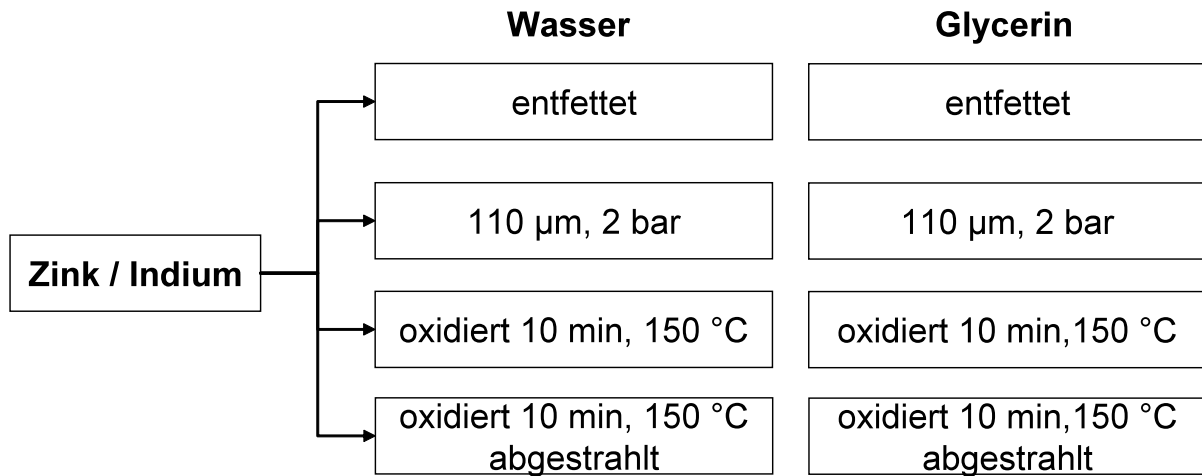 Wasser
Glycerin
entfettet
entfettet
110 µm, 2 bar
110 µm, 2 bar
Zink / Indium
oxidiert 10 min, 150 °C
oxidiert 10 min,150 °C
oxidiert 10 min, 150 °C
abgestrahlt
oxidiert 10 min,150 °C
abgestrahlt